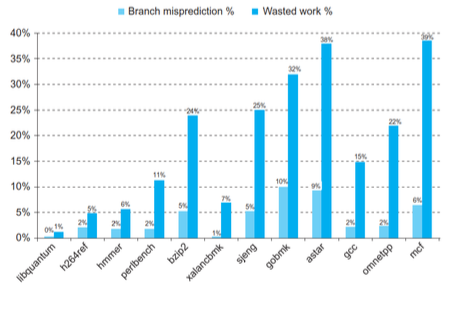 Branch misprediction % Wasted work %
40%
35%
30%
25%
20%
15%
10%
5%
0%
0% 1%
2% 5%
2% 6%
2% 11%
5% 24%
1% 7%
5% 25%
10% 32%
9% 38%
2% 15%
2% 22%
6% 39%
libquantum
h264ref
hmmer
perlbench
bzip2
xalancbmk
sjeng
gobmk
astar
gcc
omnetpp
mcf